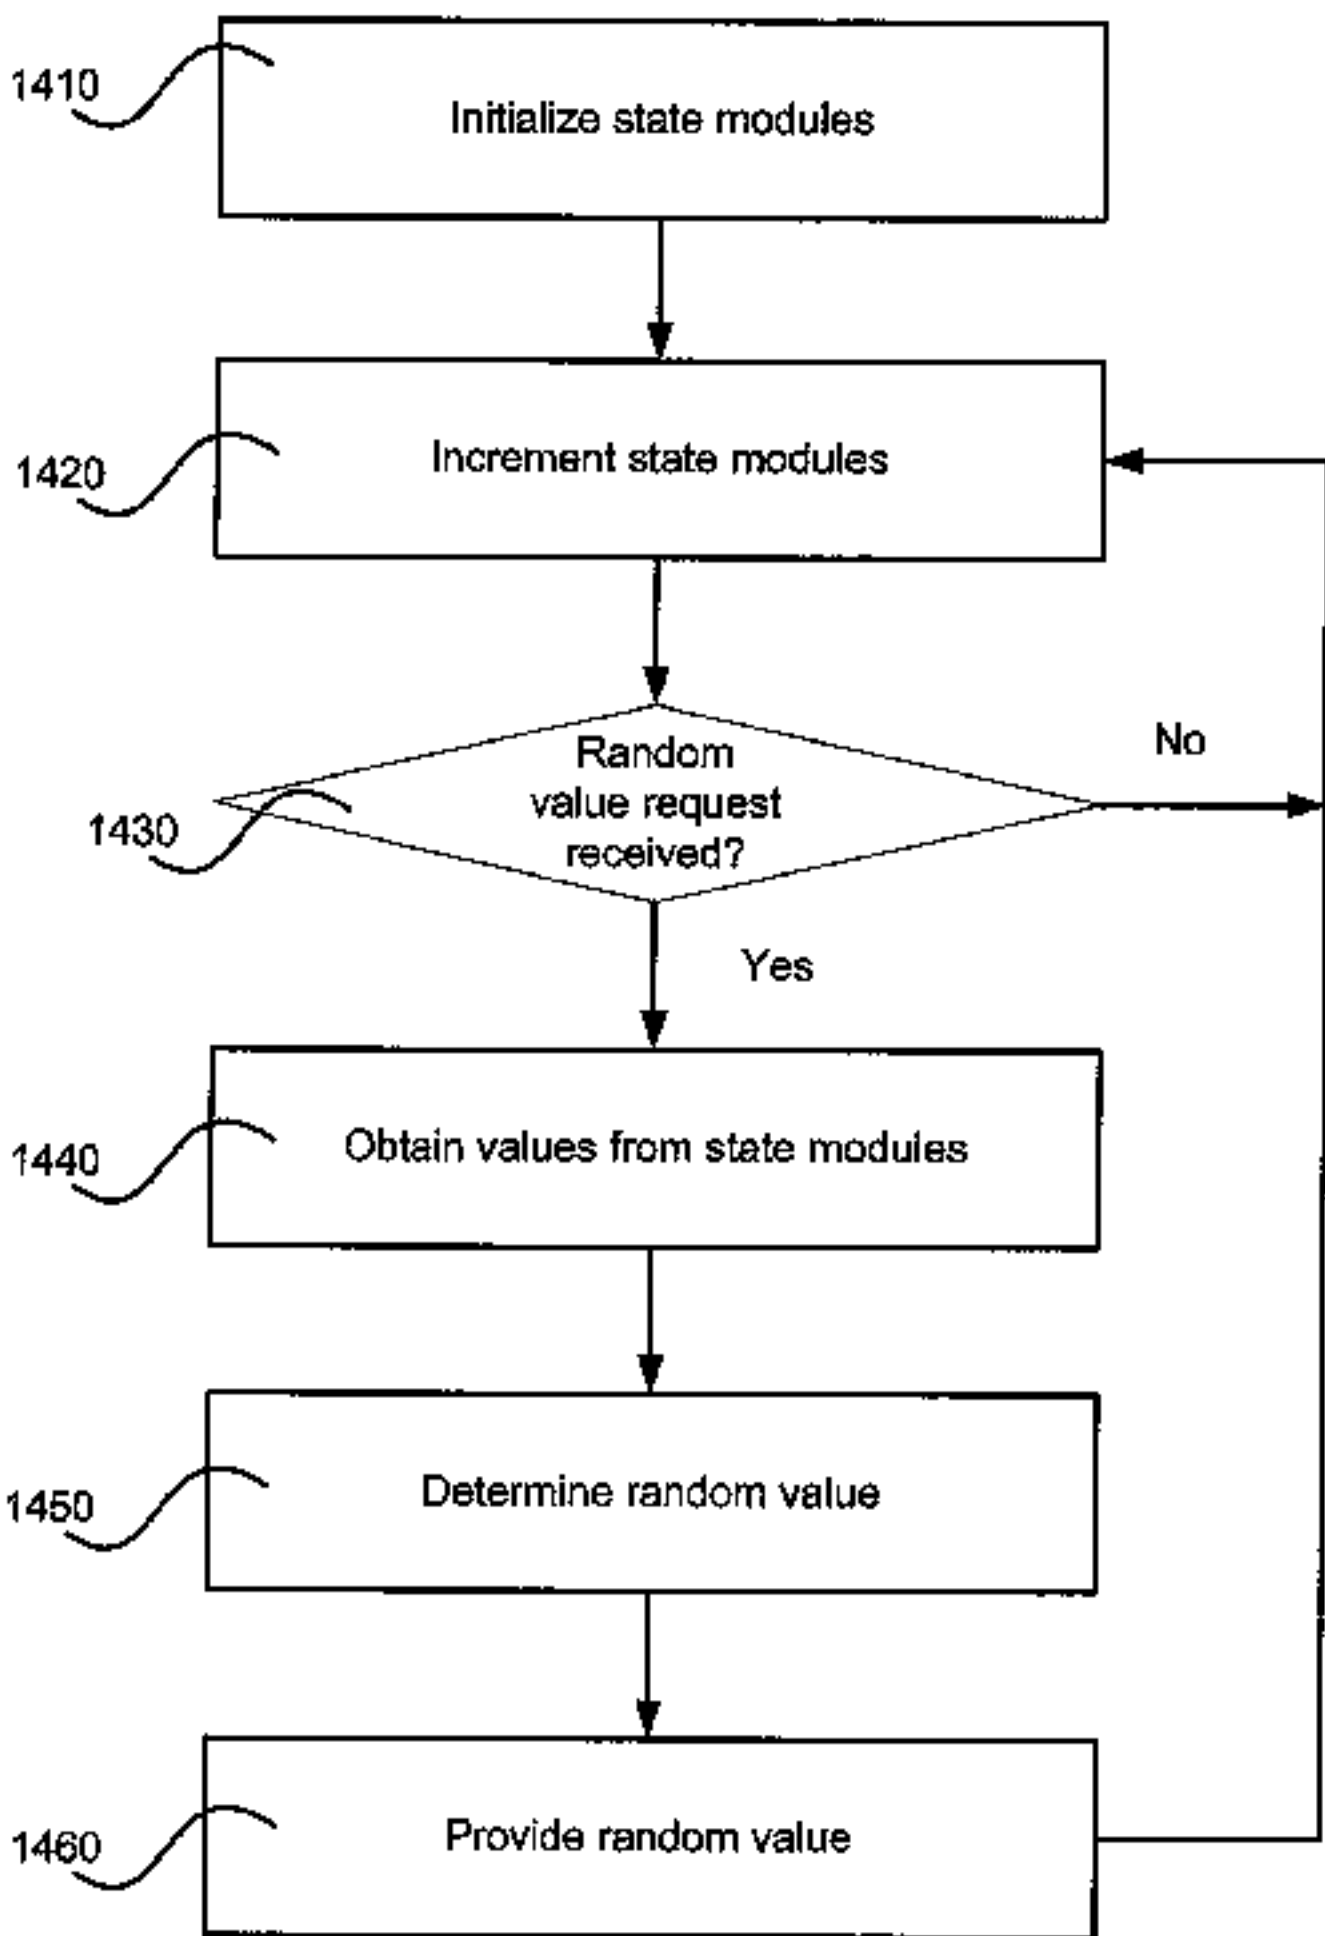 1410
Initialize state modules
1420
Increment state modules
1430
Random
value request
received?
No
Yes
1440
Obtain values from state modules
1450
Determine random value
1460
Provide random value